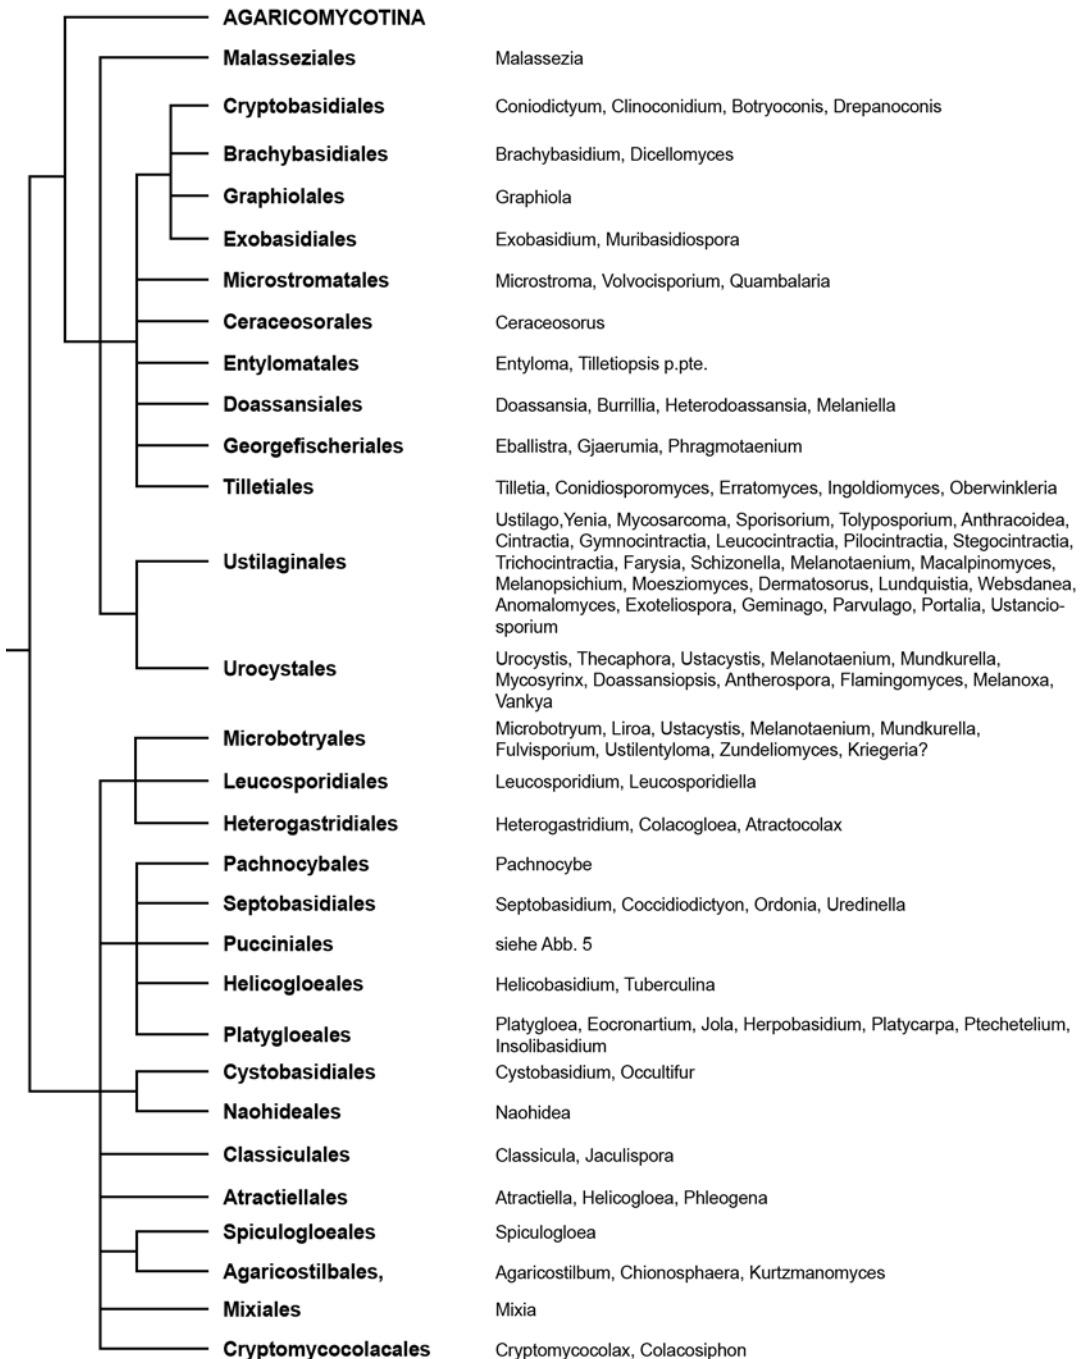 AGARICOMYCOTINA
Malasseziales Malassezia
Cryptobasidiales Coniodictyum, Clinoconidium, Botryoconis, Drepanoconis
Brachybasidiales Brachybasidium, Dicellomyces
Graphiolales Graphiola
Exobasidiales Exobasidium, Muribasidiospora
Microstromatales Microstroma, Volvocisporium, Quambalaria
Ceraceosorales Ceraceosorus
Entylomatales Entyloma, Tilletiopsis p.pte.
Doassansiales Doassansia, Burrillia, Heterodoassansia, Melaniella
Georgefischeriales Eballistra, Gjaerumia, Phragmotaenium
Tilletiales Tilletia, Conidiosporomyces, Erratomyces, Ingoldiomyces, Oberwinkleria
Ustilaginales
Ustilago,Yenia, Mycosarcoma, Sporisorium, Tolyposporium, Anthracoidea,
Cintractia, Gymnocintractia, Leucocintractia, Pilocintractia, Stegocintractia,
Trichocintractia, Farysia, Schizonella, Melanotaenium, Macalpinomyces,
Melanopsichium, Moesziomyces, Dermatosorus, Lundquistia, Websdanea,
Anomalomyces, Exoteliospora, Geminago, Parvulago, Portalia, Ustancio-
sporium
Urocystales
Urocystis, Thecaphora, Ustacystis, Melanotaenium, Mundkurella,
Mycosyrinx, Doassansiopsis, Antherospora, Flamingomyces, Melanoxa,
Vankya
Microbotryales
Microbotryum, Liroa, Ustacystis, Melanotaenium, Mundkurella,
Fulvisporium, Ustilentyloma, Zundeliomyces, Kriegeria?
Leucosporidiales Leucosporidium, Leucosporidiella
Heterogastridiales Heterogastridium, Colacogloea, Atractocolax
Pachnocybales Pachnocybe
Septobasidiales Septobasidium, Coccidiodictyon, Ordonia, Uredinella
Pucciniales siehe Abb. 5
Helicogloeales Helicobasidium, Tuberculina
Platygloeales
Platygloea, Eocronartium, Jola, Herpobasidium, Platycarpa, Ptechetelium,
Insolibasidium
Cystobasidiales Cystobasidium, Occultifur
Naohideales Naohidea
Classiculales Classicula, Jaculispora
Atractiellales Atractiella, Helicogloea, Phleogena
Spiculogloeales Spiculogloea
Agaricostilbales, Agaricostilbum, Chionosphaera, Kurtzmanomyces
Mixiales Mixia
Cryptomycocolacales Cryptomycocolax, Colacosiphon